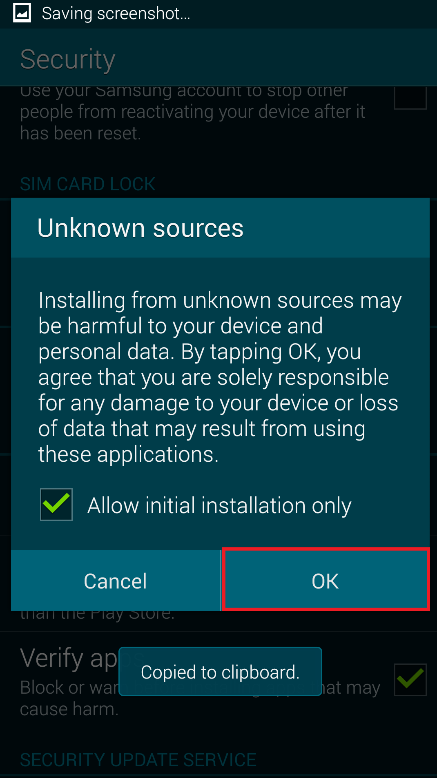 Saving screenshot...
Security
Use your Samsung account to stop other
people from reactivating your device after it
has been reset.
SIM CARD LOCK
Unknown sources
Installing from unknown sources may
be harmful to your device and
personal data. By tapping OK, you
agree that you are solely responsible
for any damage to your device or loss
of data that may result from using
these applications.
Allow initial installation only
Cancel
OK
than the Play Store.
Verify ap
Copied to clipboard.
Block or war
hat may
cause harm.
SECURITY UPDATE SERVICE